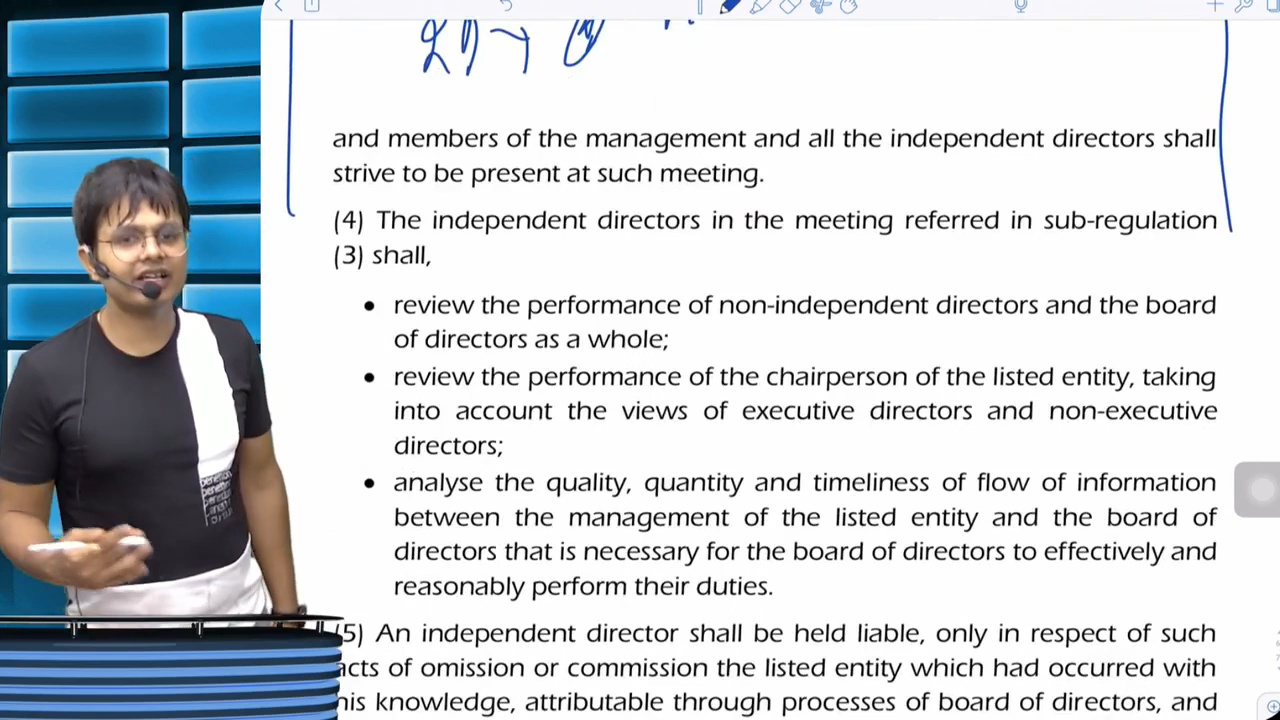 and members of the management and all the independent directors shall
strive to be present at such meeting.
(4) The independent directors in the meeting referred in sub-regulation
(3) shall,
• review the performance of non-independent directors and the board
of directors as a whole;
• review the performance of the chairperson of the listed entity, taking
into account the views of executive directors and non-executive
directors;
• analyse the quality, quantity and timeliness of flow of information
between the management of the listed entity and the board of
directors that is necessary for the board of directors to effectively and
reasonably perform their duties.
5) An independent director shall be held liable, only in respect of such
acts of omission or commission the listed entity which had occurred with
his knowledge, attributable through processes of board of directors, and